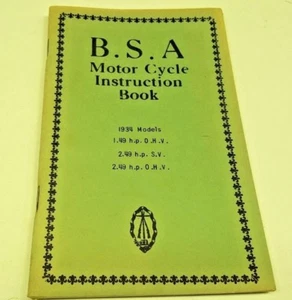 B.S.A
Motor Cycle
Instruction
Book
1934 Models
1.49 h.p. O.H.V.
2.49 h.p. S.V.
2.49 h.p. O.H.V.